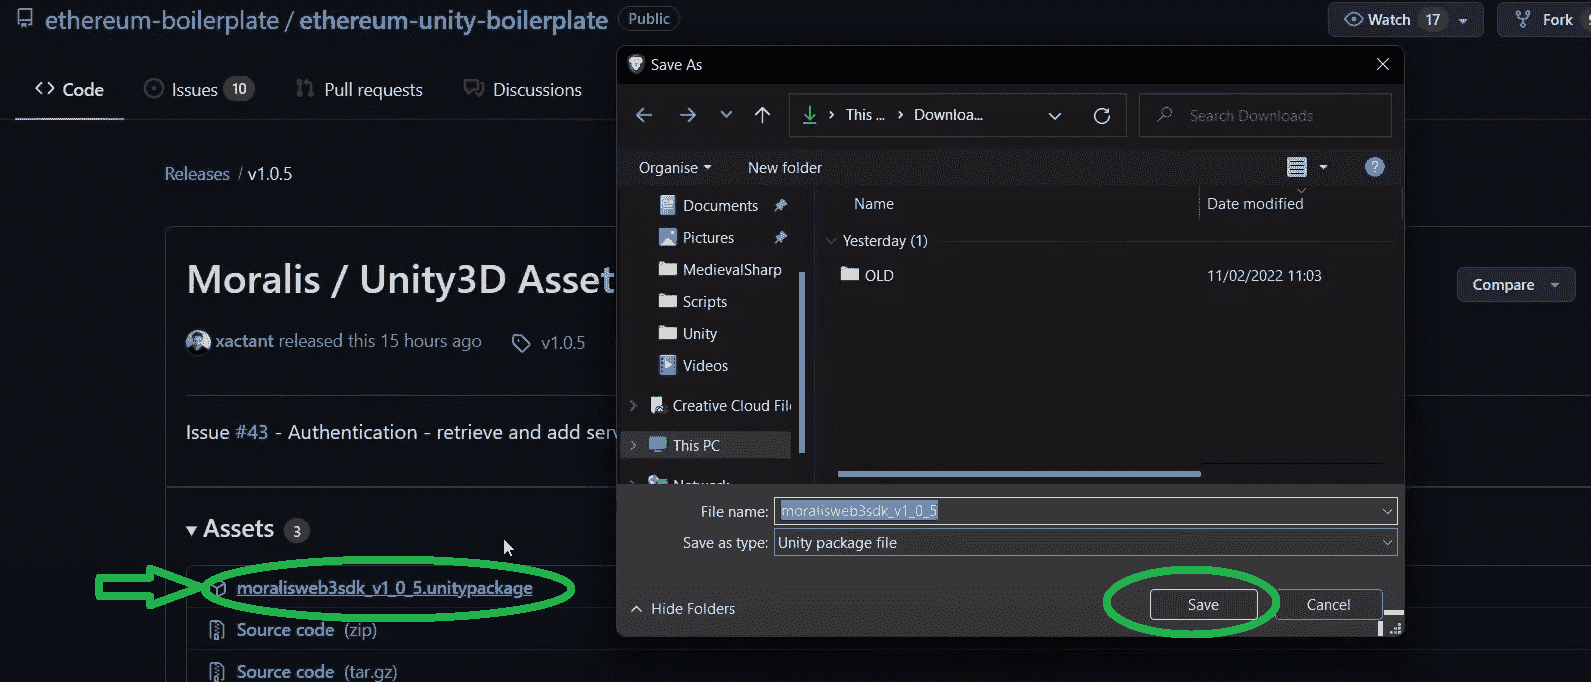 ethereum-boilerplate / ethereum-unity-boilerplate Public
Watch 17
Fork
Code
Issues 10
Pull requests
Discussions
Releases / v1.0.5
Moralis / Unity3D Asset
xactant released this 15 hours ago v1.0.5
Compare
Issue #43 - Authentication - retrieve and add serv
Assets 3
moralisweb3sdk_v1_0_5.unitypackage
Source code (zip)
Source code (tar.gz)
Save As
This ... > Downloa...
Search Downloads
Organise
New folder
?
Documents
Pictures
MedievalSharp
Scripts
Unity
Videos
Creative Cloud File
This PC
Network
Name
Date modified
Yesterday (1)
OLD 11/02/2022 11:03
File name: moralisweb3sdk_v1_0_5
Save as type: Unity package file
Hide Folders
Save
Cancel